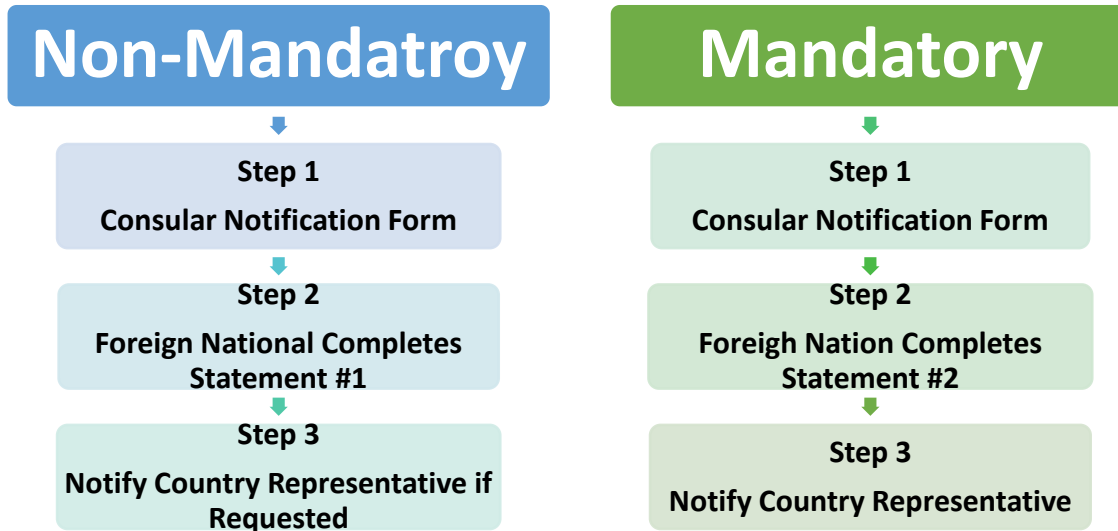 Non-Mandatroy
Step 1
Consular Notification Form
Step 2
Foreign National Completes
Statement #1
Step 3
Notify Country Representative if
Requested
Mandatory
Step 1
Consular Notification Form
Step 2
Foreigh Nation Completes
Statement #2
Step 3
Notify Country Representative